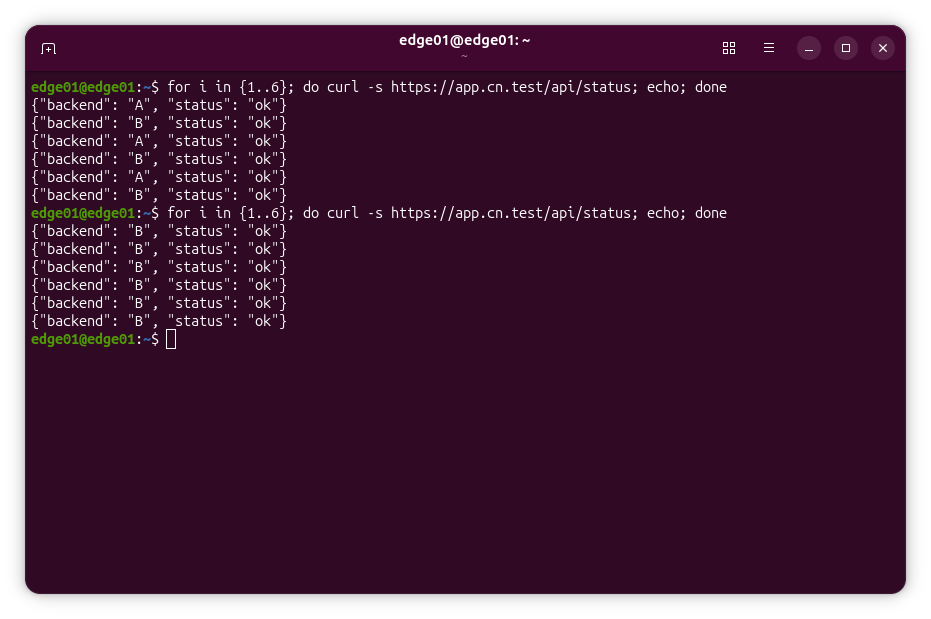 edge01@edge01: ~
~
edge01@edge01:~$ for i in {1..6}; do curl -s https://app.cn.test/api/status; echo; done
{"backend": "A", "status": "ok"}
{"backend": "B", "status": "ok"}
{"backend": "A", "status": "ok"}
{"backend": "B", "status": "ok"}
{"backend": "A", "status": "ok"}
{"backend": "B", "status": "ok"}
edge01@edge01:~$ for i in {1..6}; do curl -s https://app.cn.test/api/status; echo; done
{"backend": "B", "status": "ok"}
{"backend": "B", "status": "ok"}
{"backend": "B", "status": "ok"}
{"backend": "B", "status": "ok"}
{"backend": "B", "status": "ok"}
{"backend": "B", "status": "ok"}
edge01@edge01:~$